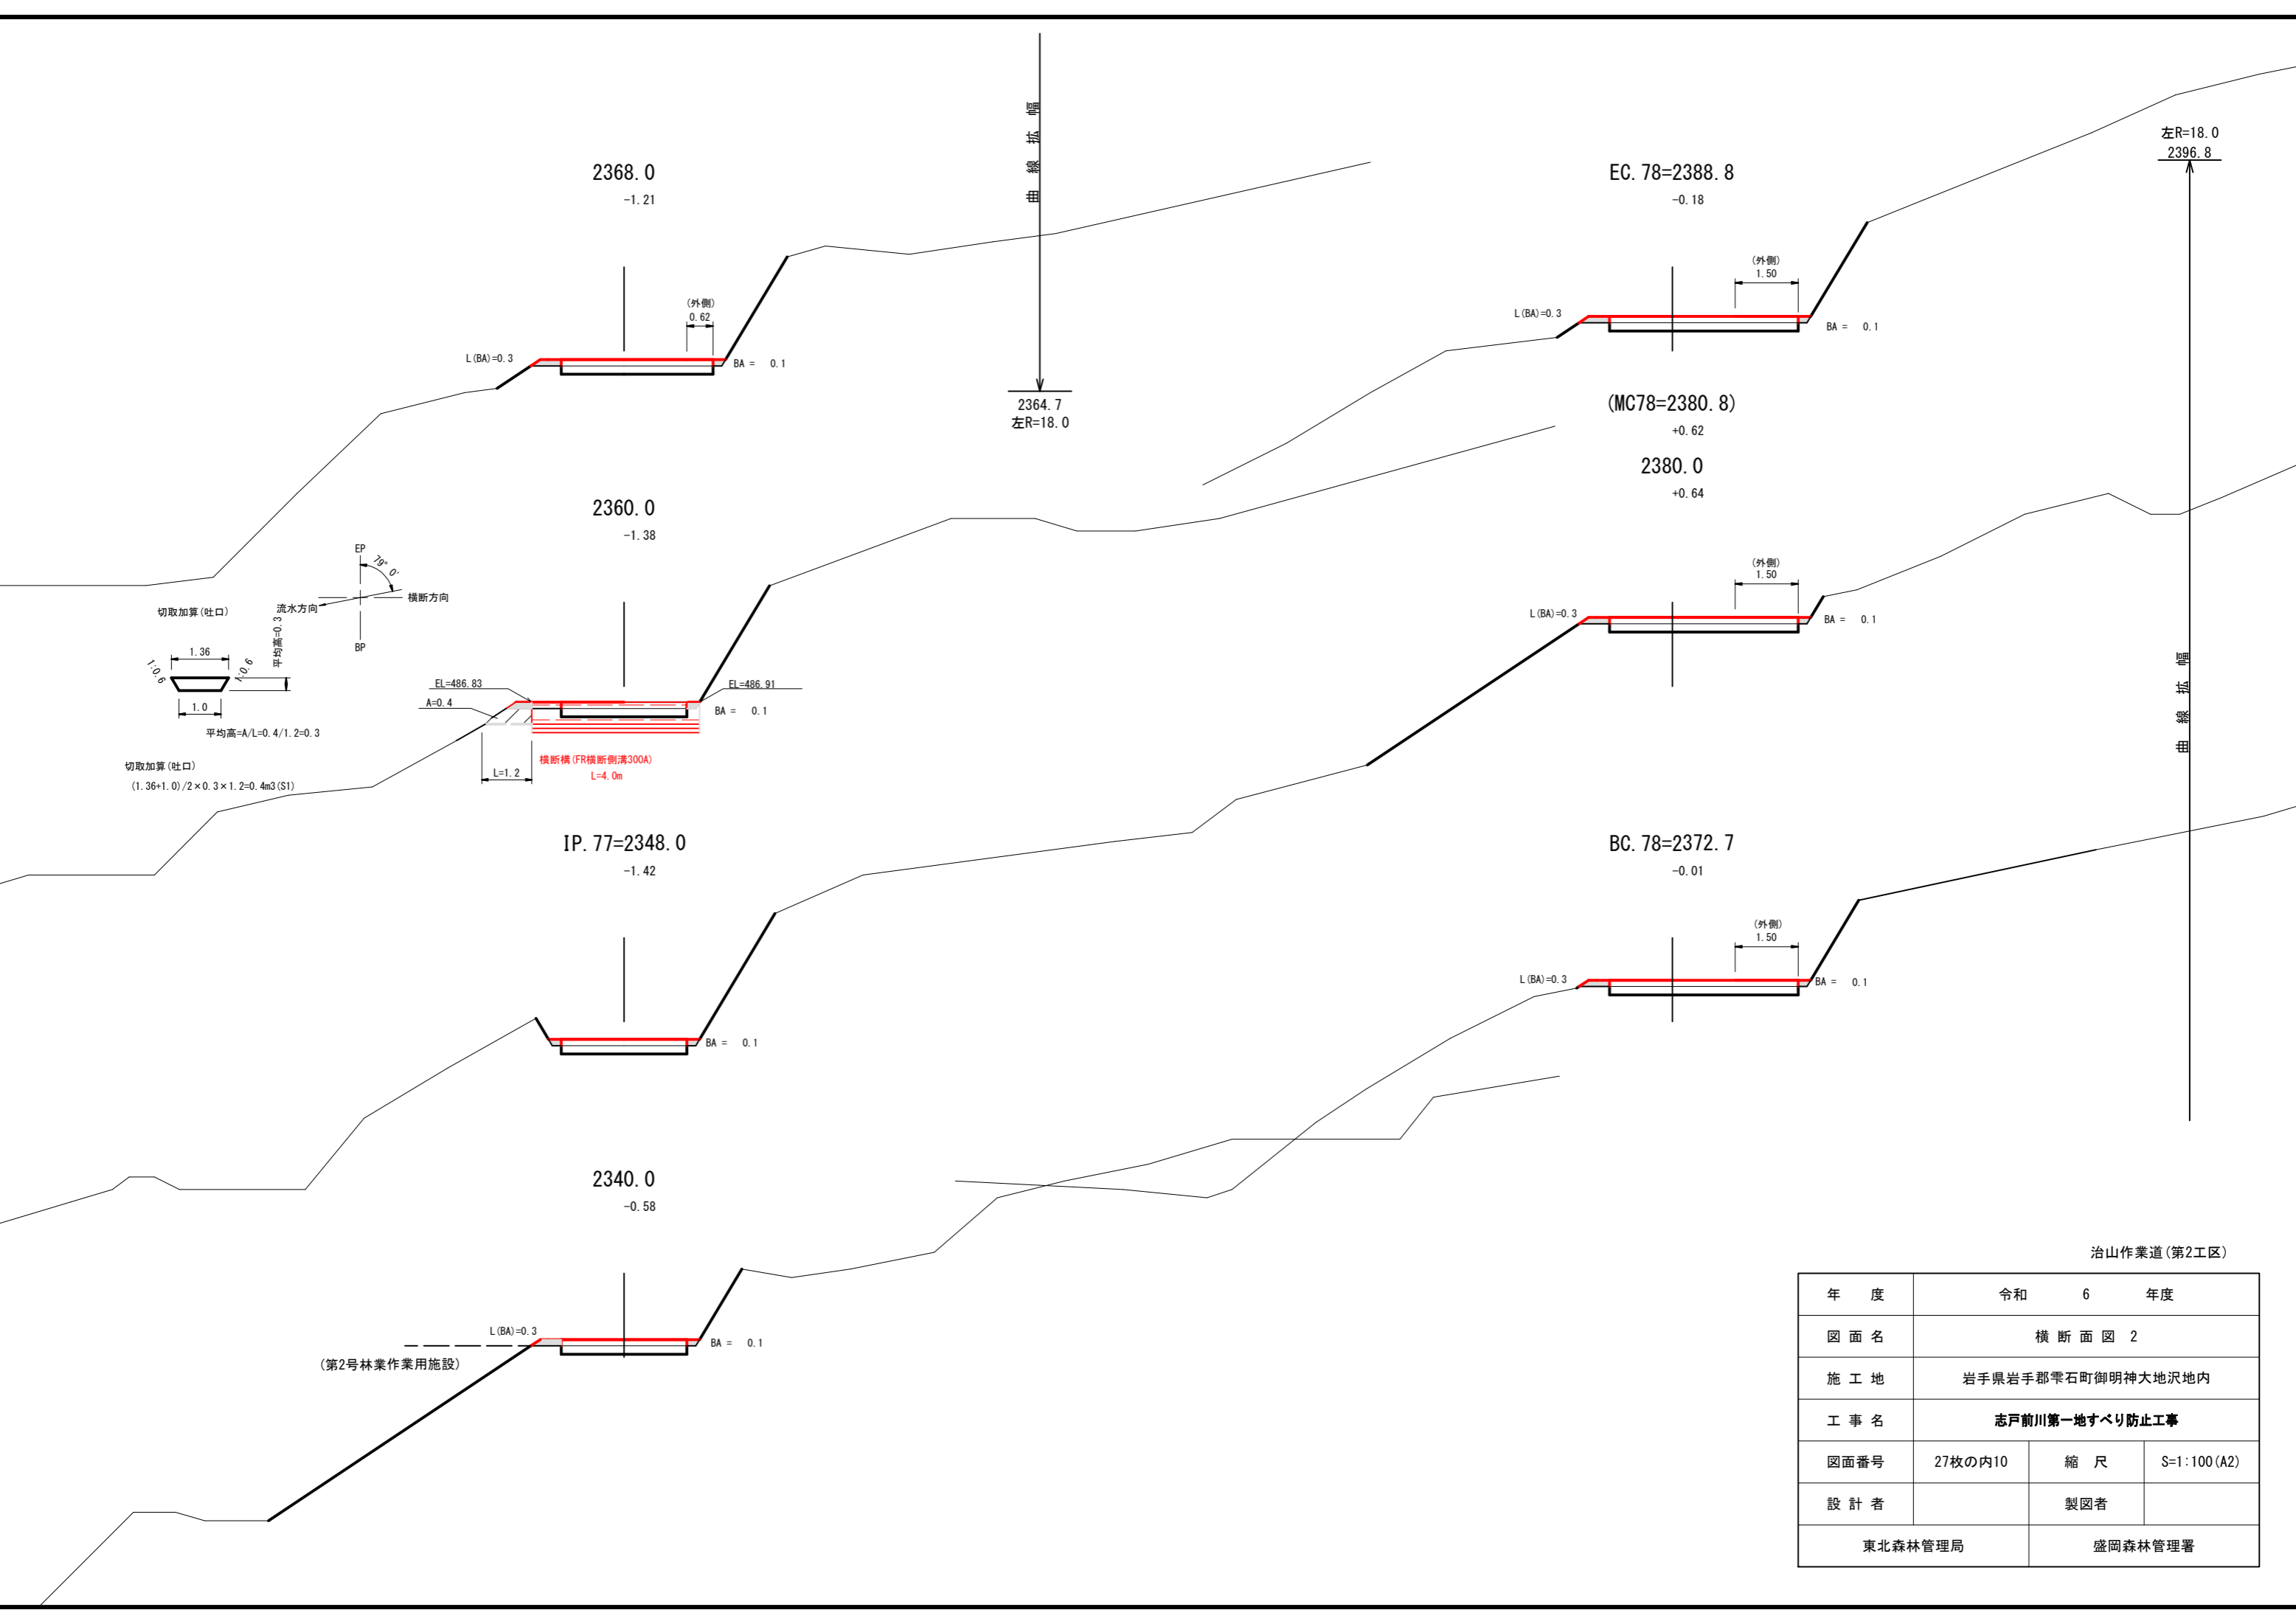 2368.0
-1.21
(外側)
0.62
L(BA)=0.3
BA = 0.1
曲線拡幅
2364.7
左R=18.0
2360.0
-1.38
EP
79° 0′
流水方向
横断方向
BP
切取加算(吐口)
1.36
1:0.6
1:0.6
平均高=0.3
1.0
平均高=A/L=0.4/1.2=0.3
切取加算(吐口)
(1.36+1.0)/2×0.3×1.2=0.4m3(S1)
EL=486.83
A=0.4
EL=486.91
BA = 0.1
L=1.2
横断横(FR横断側溝300A)
L=4.0m
IP.77=2348.0
-1.42
BA = 0.1
2340.0
-0.58
L(BA)=0.3
BA = 0.1
(第2号林業作業用施設)
EC.78=2388.8
-0.18
(外側)
1.50
L(BA)=0.3
BA = 0.1
左R=18.0
2396.8
曲線拡幅
(MC78=2380.8)
+0.62
2380.0
+0.64
(外側)
1.50
L(BA)=0.3
BA = 0.1
BC.78=2372.7
-0.01
(外側)
1.50
L(BA)=0.3
BA = 0.1
治山作業道(第2工区)
年 度 令和 6 年度
図面名 横断面図 2
施工地 岩手県岩手郡雫石町御明神大地沢地内
工事名 志戸前川第一地すべり防止工事
図面番号 27枚の内10 縮 尺 S=1:100(A2)
設計者 製図者
東北森林管理局 盛岡森林管理署